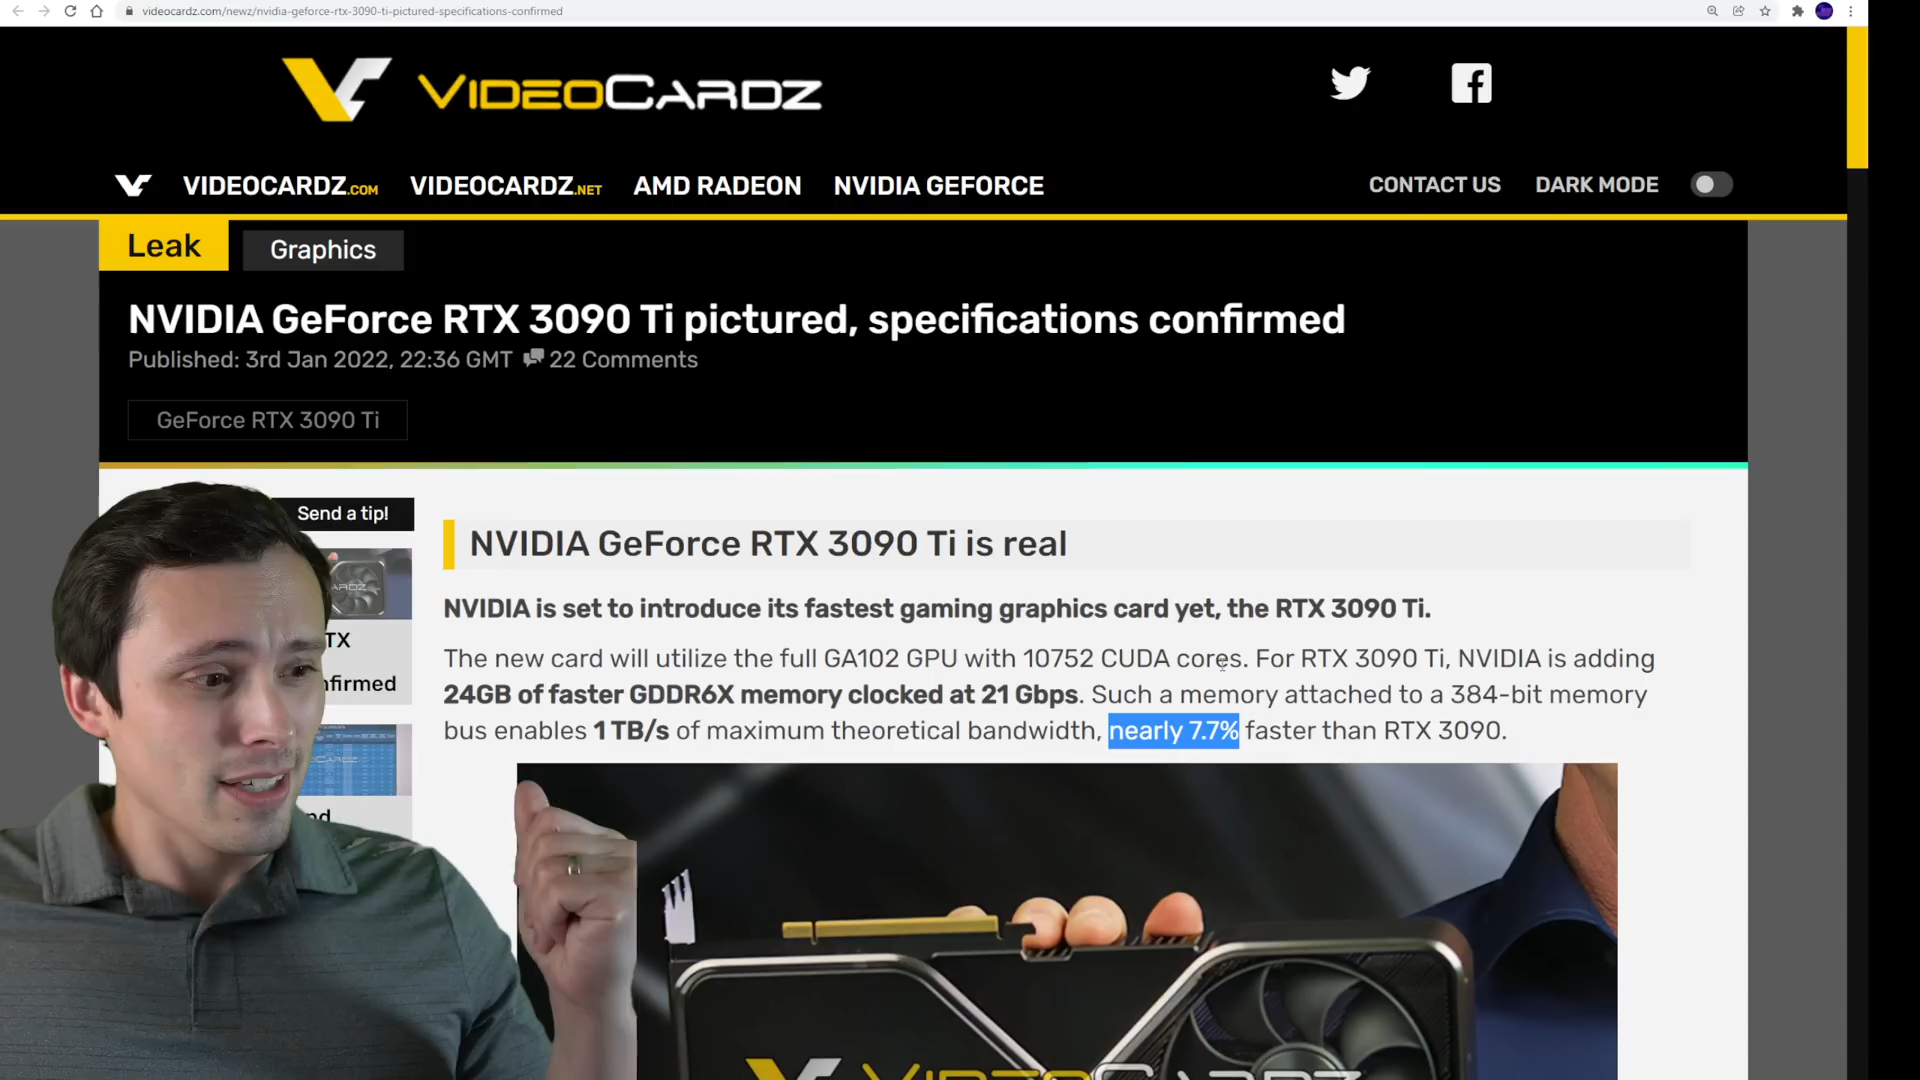 videocardz.com/newz/nvidia-geforce-rtx-3090-ti-pictured-specifications-confirmed
VIDEOCARDZ
VIDEOCARDZ.COM VIDEOCARDZ.NET AMD RADEON NVIDIA GEFORCE CONTACT US DARK MODE
Leak Graphics
NVIDIA GeForce RTX 3090 Ti pictured, specifications confirmed
Published: 3rd Jan 2022, 22:36 GMT 22 Comments
GeForce RTX 3090 Ti
Send a tip!
TX
nfirmed
nd
NVIDIA GeForce RTX 3090 Ti is real
NVIDIA is set to introduce its fastest gaming graphics card yet, the RTX 3090 Ti.
The new card will utilize the full GA102 GPU with 10752 CUDA cores. For RTX 3090 Ti, NVIDIA is adding
24GB of faster GDDR6X memory clocked at 21 Gbps. Such a memory attached to a 384-bit memory
bus enables 1 TB/s of maximum theoretical bandwidth, nearly 7.7% faster than RTX 3090.
VIDEOCARDZ